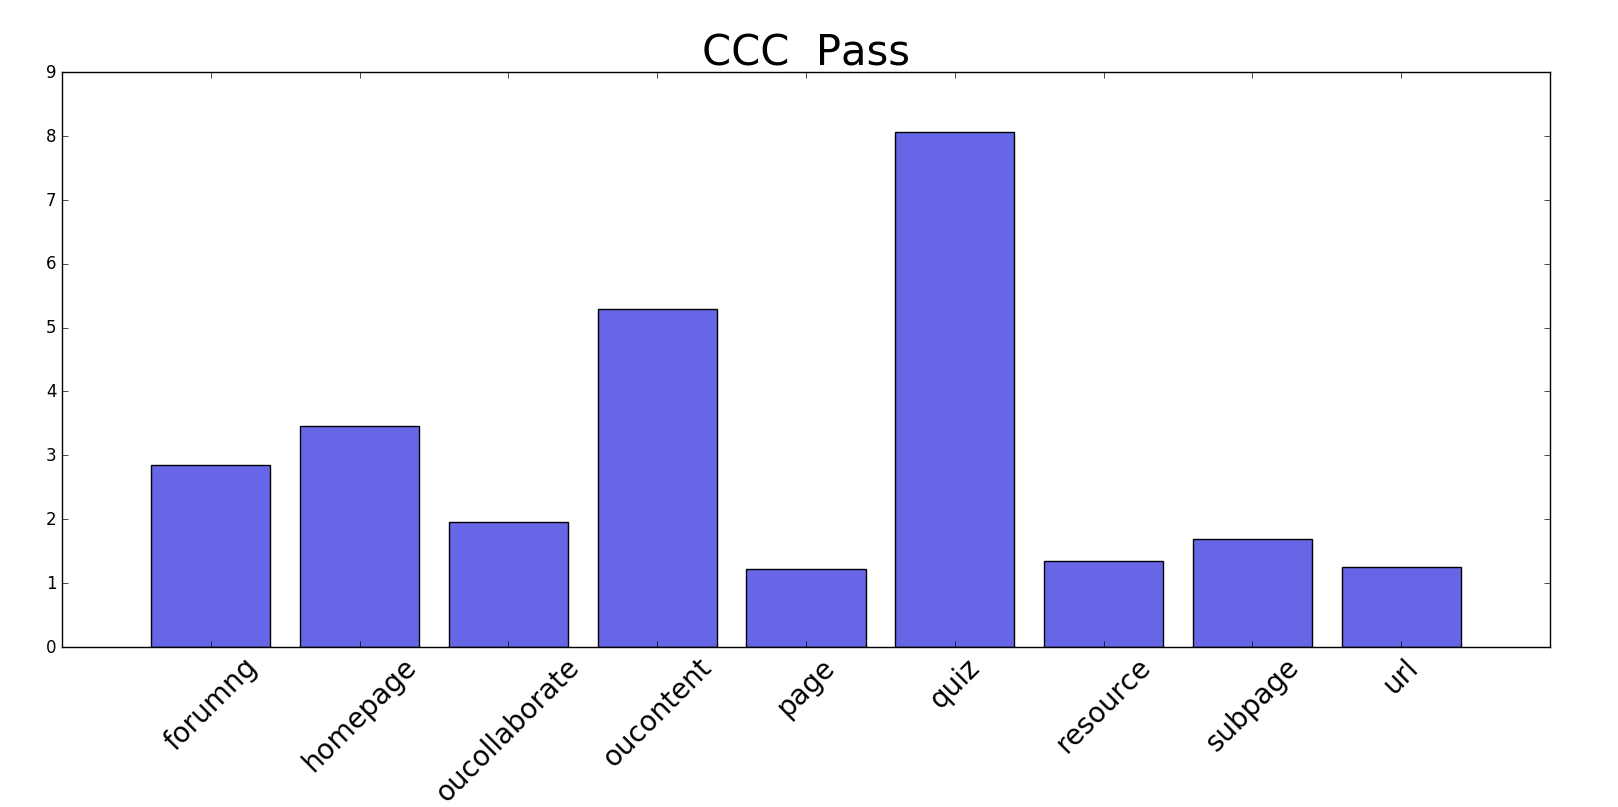 CCC  Pass
9
8
7
6
5
4
3
2
1
0
forumng
homepage
oucollaborate
oucontent
page
quiz
resource
subpage
url